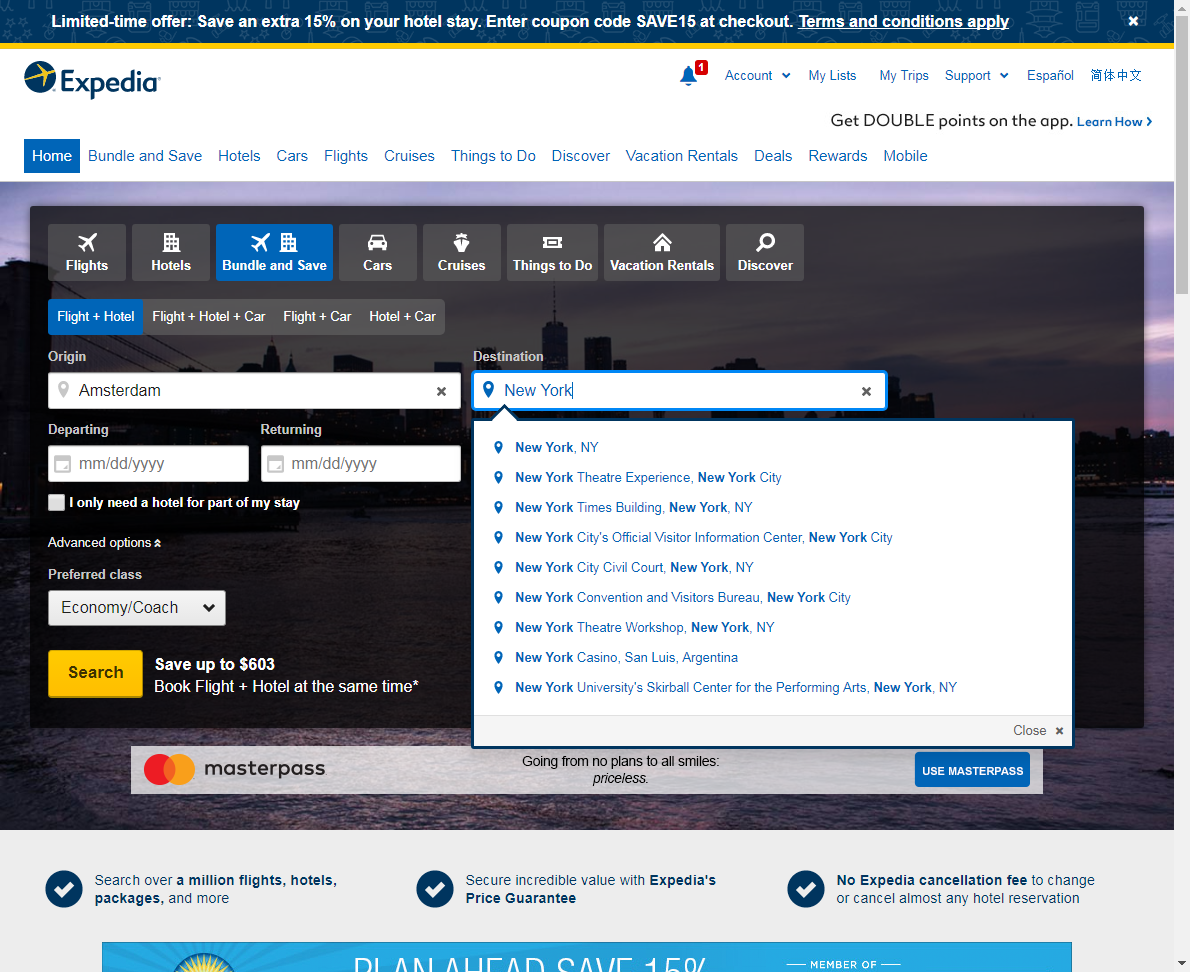 Limited-time offer: Save an extra 15% on your hotel stay. Enter coupon code SAVE15 at checkout. Terms and conditions apply
Expedia
1
Account
My Lists
My Trips
Support
Español
简体中文
Get DOUBLE points on the app. Learn How
Home
Bundle and Save
Hotels
Cars
Flights
Cruises
Things to Do
Discover
Vacation Rentals
Deals
Rewards
Mobile
Flights
Hotels
Bundle and Save
Cars
Cruises
Things to Do
Vacation Rentals
Discover
Flight + Hotel
Flight + Hotel + Car
Flight + Car
Hotel + Car
Origin
Amsterdam
Destination
New York
Departing
mm/dd/yyyy
Returning
mm/dd/yyyy
I only need a hotel for part of my stay
Advanced options
Preferred class
Economy/Coach
Search
Save up to $603
Book Flight + Hotel at the same time*
New York, NY
New York Theatre Experience, New York City
New York Times Building, New York, NY
New York City's Official Visitor Information Center, New York City
New York City Civil Court, New York, NY
New York Convention and Visitors Bureau, New York City
New York Theatre Workshop, New York, NY
New York Casino, San Luis, Argentina
New York University's Skirball Center for the Performing Arts, New York, NY
Close
masterpass
Going from no plans to all smiles:
priceless.
USE MASTERPASS
Search over a million flights, hotels,
packages, and more
Secure incredible value with Expedia's
Price Guarantee
No Expedia cancellation fee to change
or cancel almost any hotel reservation
PLAN AHEAD SAVE 15%
MEMBER OF